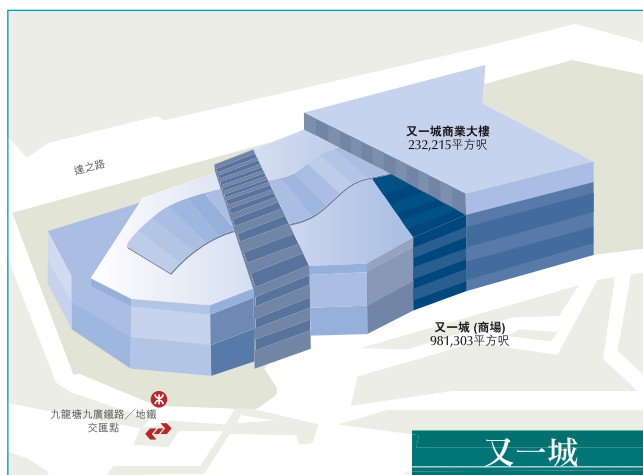 又一城商業大樓
232,215平方呎
達之路
又一城 (商場)
981,303平方呎
九龍塘九廣鐵路／地鐵
交匯點
又一城